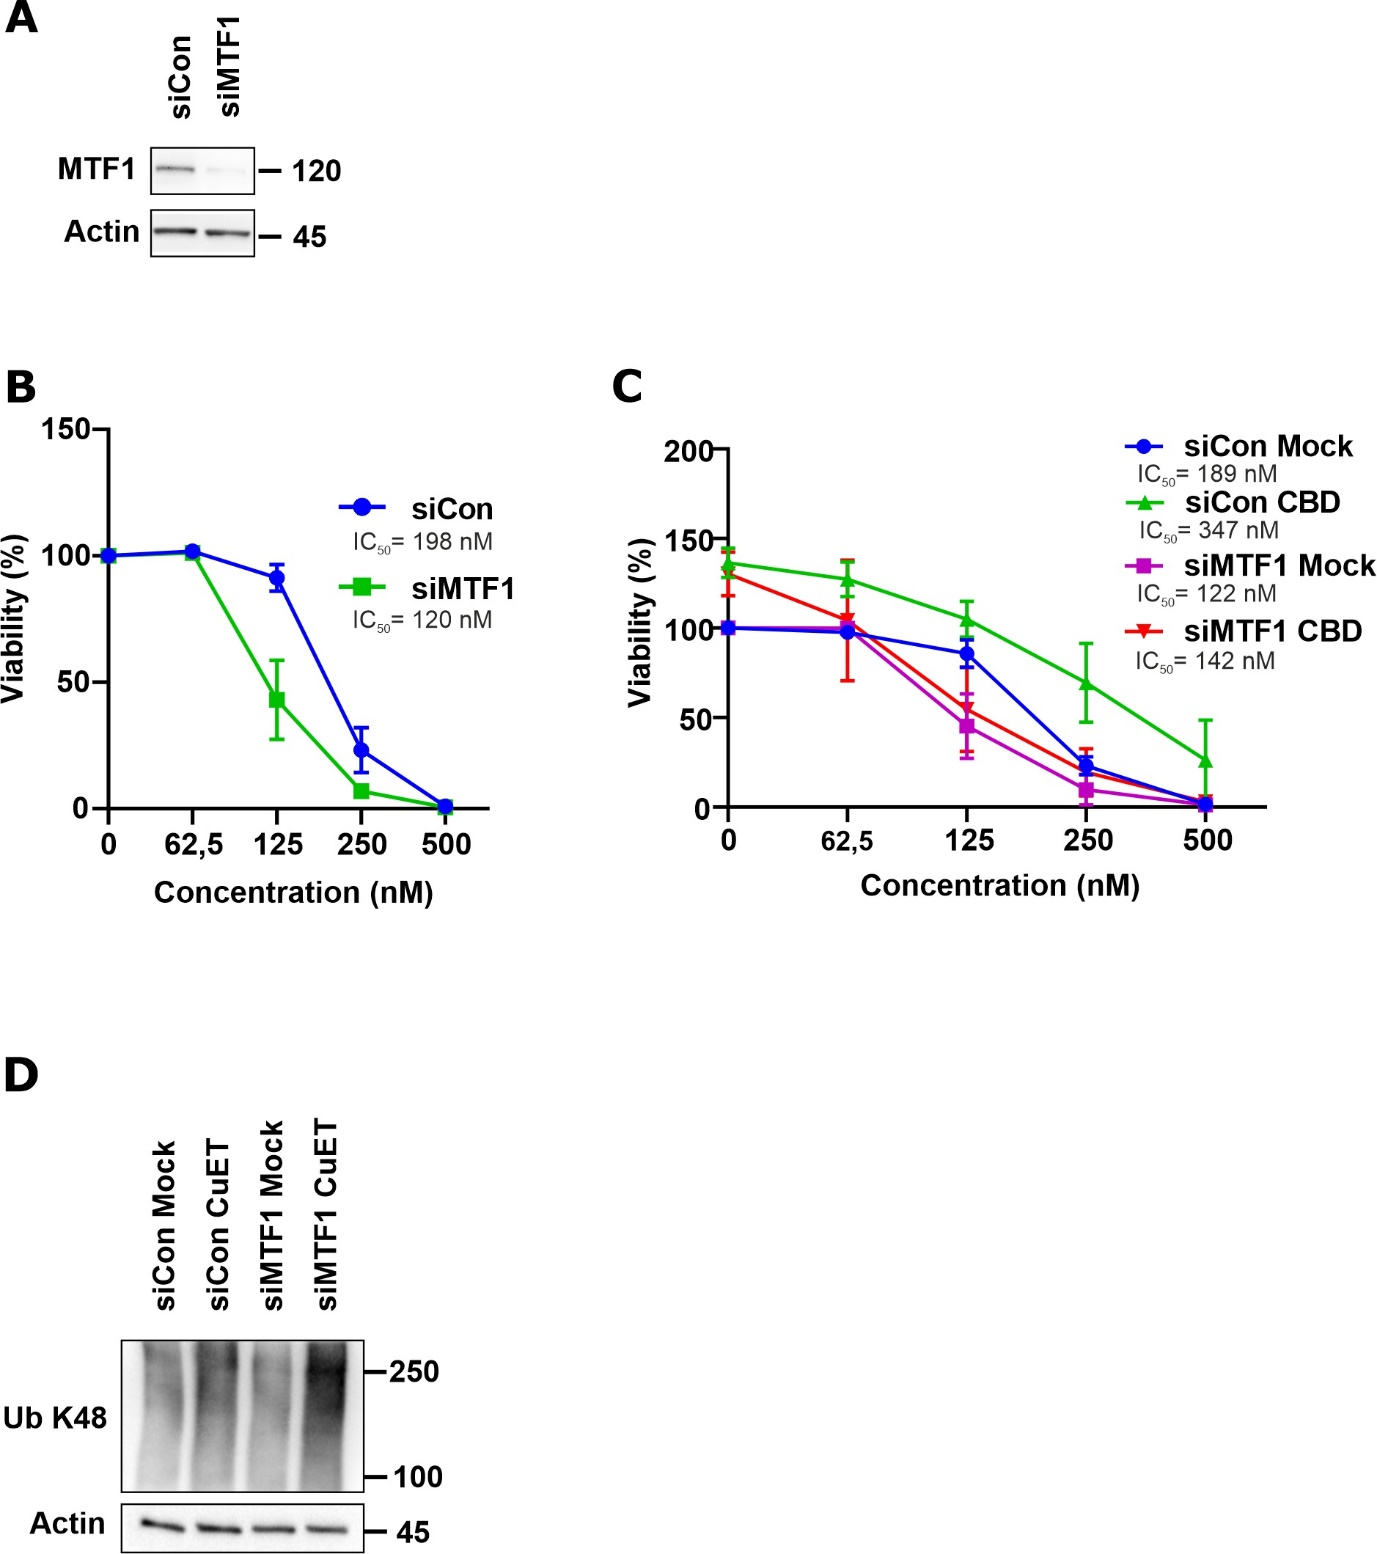 A
siCon
siMTF1
MTF1
120
Actin
45
B
150
100
50
0
Viability (%)
0 62,5 125 250 500
Concentration (nM)
siCon
IC50= 198 nM
siMTF1
IC50= 120 nM
C
200
150
100
50
0
Viability (%)
0 62,5 125 250 500
Concentration (nM)
siCon Mock
IC50= 189 nM
siCon CBD
IC50= 347 nM
siMTF1 Mock
IC50= 122 nM
siMTF1 CBD
IC50= 142 nM
D
siCon Mock
siCon CuET
siMTF1 Mock
siMTF1 CuET
Ub K48
250
100
Actin
45